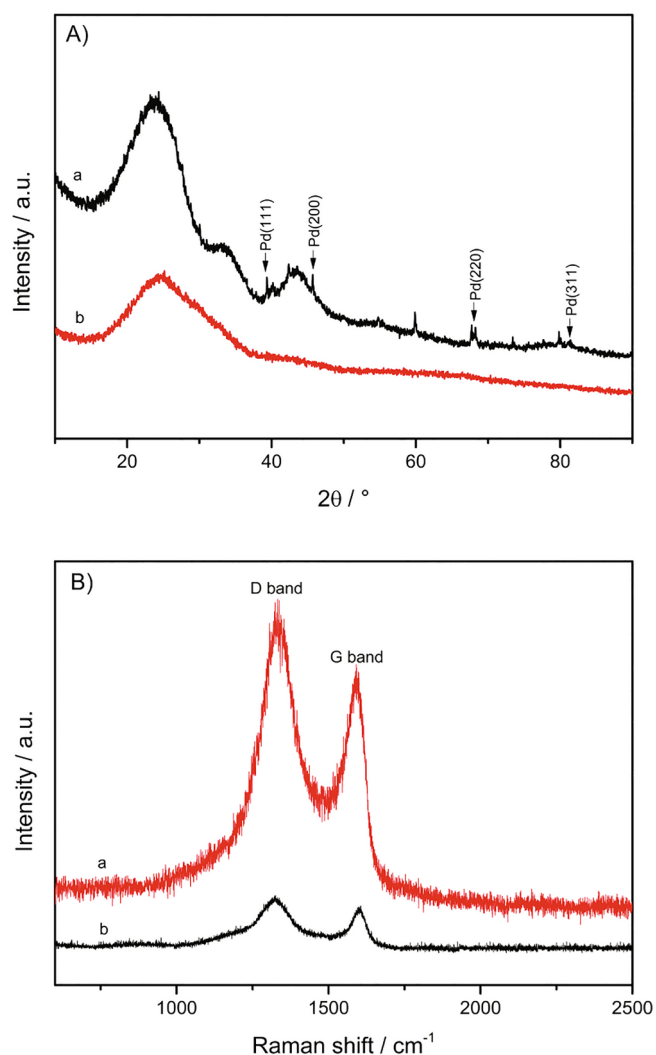 A)
Intensity / a.u.
a
b
Pd(111)
Pd(200)
Pd(220)
Pd(311)
20
40
60
80
2θ / °
B)
D band
G band
Intensity / a.u.
a
b
1000
1500
2000
2500
Raman shift / cm⁻¹